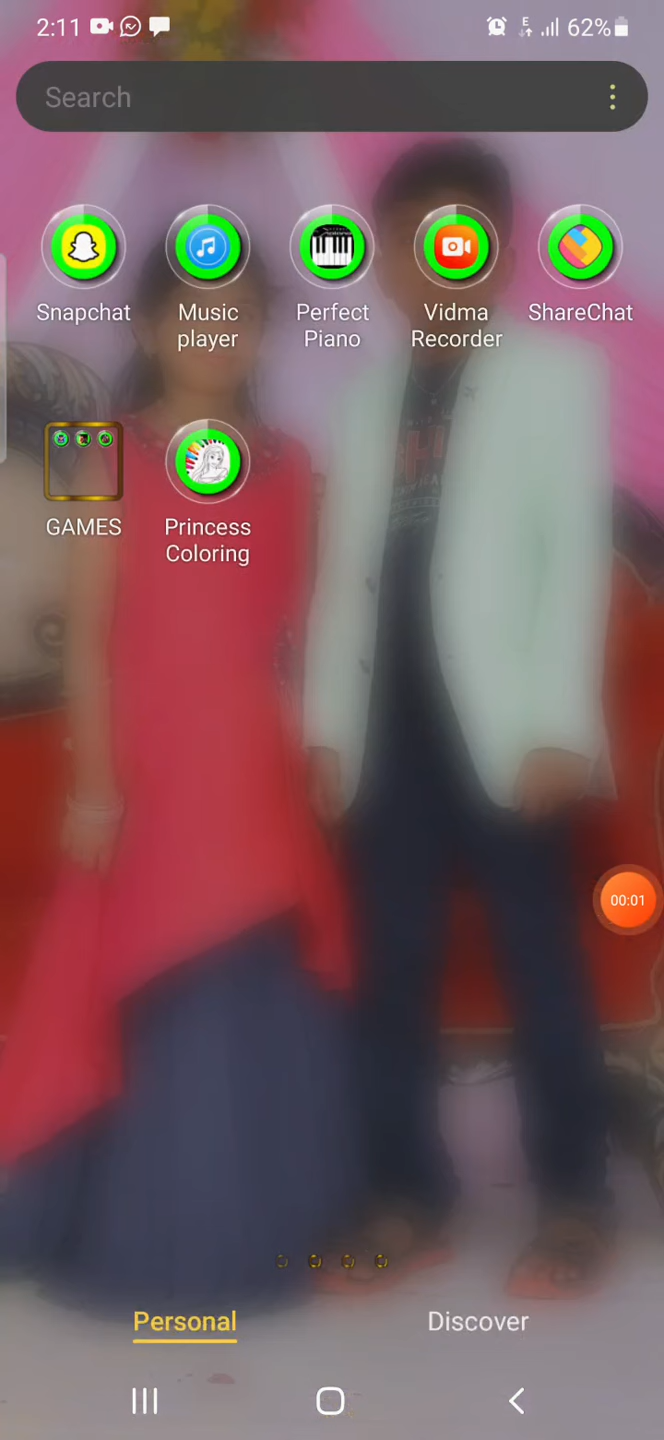 2:11
E
62%
Search
Snapchat
Music
player
Perfect
Piano
Vidma
Recorder
ShareChat
GAMES
Princess
Coloring
00:01
Personal
Discover